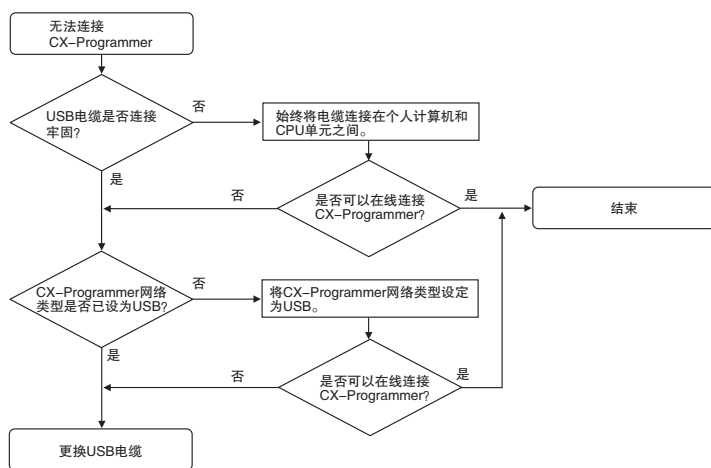 无法连接
CX–Programmer
USB电缆是否连接
牢固?
否
始终将电缆连接在个人计算机和
CPU单元之间。
是
否
是否可以在线连接
CX–Programmer?
是
结束
CX–Programmer网络
类型是否已设为USB?
否
将CX–Programmer网络类型设定
为USB。
是
否
是否可以在线连接
CX–Programmer?
是
更换USB电缆